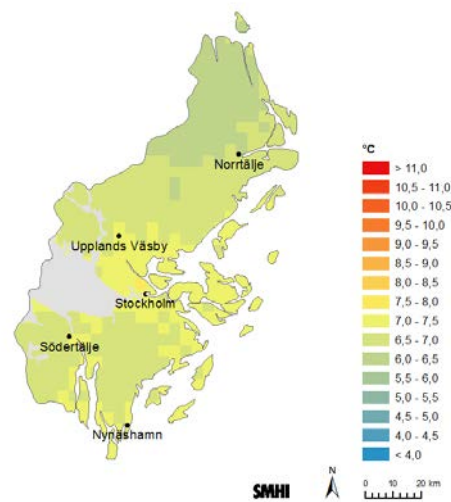 Norrtälje
Upplands Väsby
Stockholm
Södertälje
Nynäshamn
°C
> 11,0
10,5 - 11,0
10,0 - 10,5
9,5 - 10,0
9,0 - 9,5
8,5 - 9,0
8,0 - 8,5
7,5 - 8,0
7,0 - 7,5
6,5 - 7,0
6,0 - 6,5
5,5 - 6,0
5,0 - 5,5
4,5 - 5,0
4,0 - 4,5
< 4,0
SMHI
N
0 10 20 km